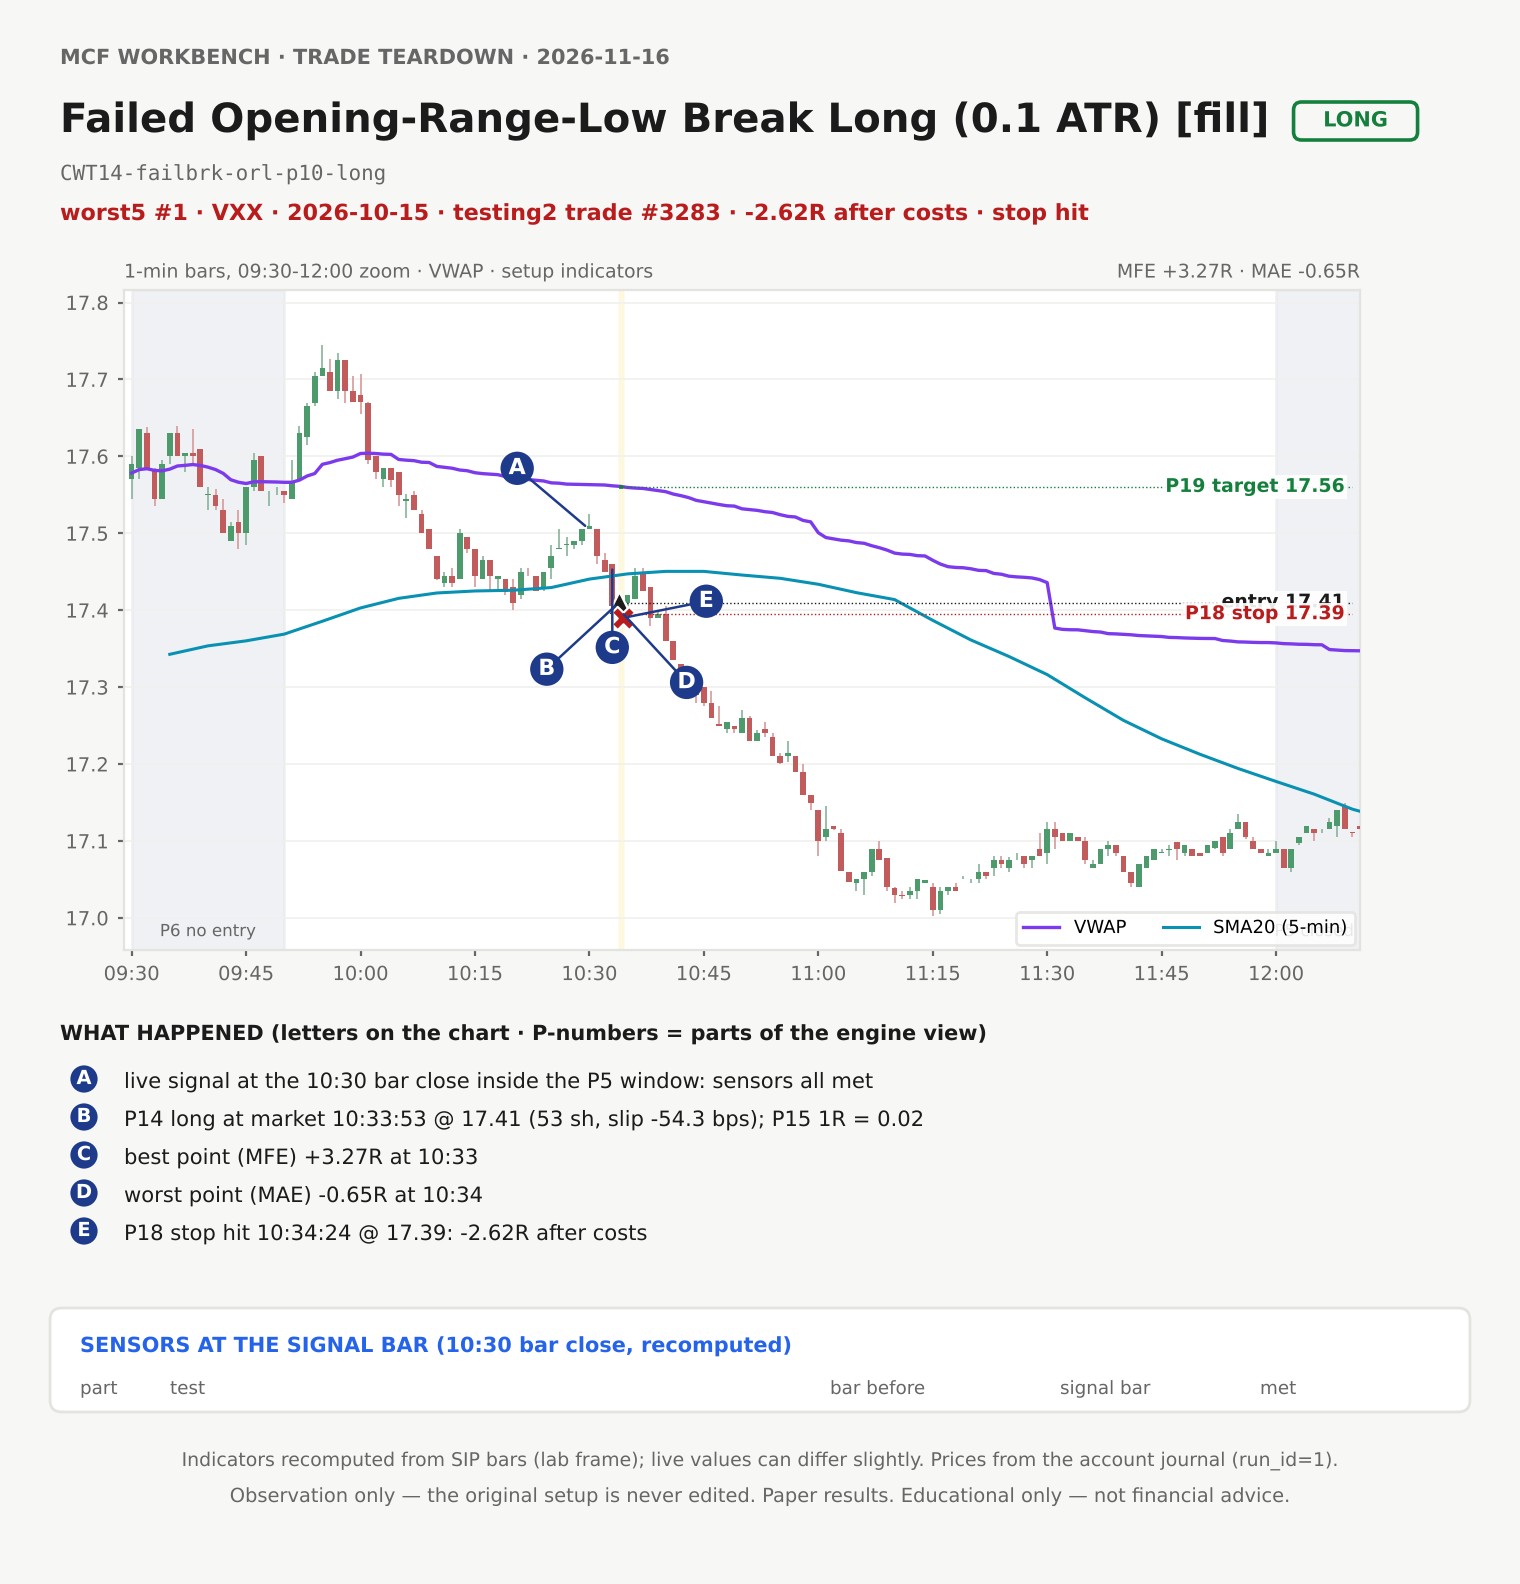 MCF WORKBENCH · TRADE TEARDOWN · 2026-11-16
Failed Opening-Range-Low Break Long (0.1 ATR) [fill] LONG
CWT14-failbrk-orl-p10-long
worst5 #1 · VXX · 2026-10-15 · testing2 trade #3283 · -2.62R after costs · stop hit
1-min bars, 09:30-12:00 zoom · VWAP · setup indicators MFE +3.27R · MAE -0.65R
17.8
17.7
17.6
17.5
17.4
17.3
17.2
17.1
17.0
A
P19 target 17.56
E
entry 17.41
P18 stop 17.39
C
B
D
P6 no entry
VWAP SMA20 (5-min)
09:30 09:45 10:00 10:15 10:30 10:45 11:00 11:15 11:30 11:45 12:00
WHAT HAPPENED (letters on the chart · P-numbers = parts of the engine view)
A live signal at the 10:30 bar close inside the P5 window: sensors all met
B P14 long at market 10:33:53 @ 17.41 (53 sh, slip -54.3 bps); P15 1R = 0.02
C best point (MFE) +3.27R at 10:33
D worst point (MAE) -0.65R at 10:34
E P18 stop hit 10:34:24 @ 17.39: -2.62R after costs
SENSORS AT THE SIGNAL BAR (10:30 bar close, recomputed)
part test bar before signal bar met
Indicators recomputed from SIP bars (lab frame); live values can differ slightly. Prices from the account journal (run_id=1).
Observation only — the original setup is never edited. Paper results. Educational only — not financial advice.